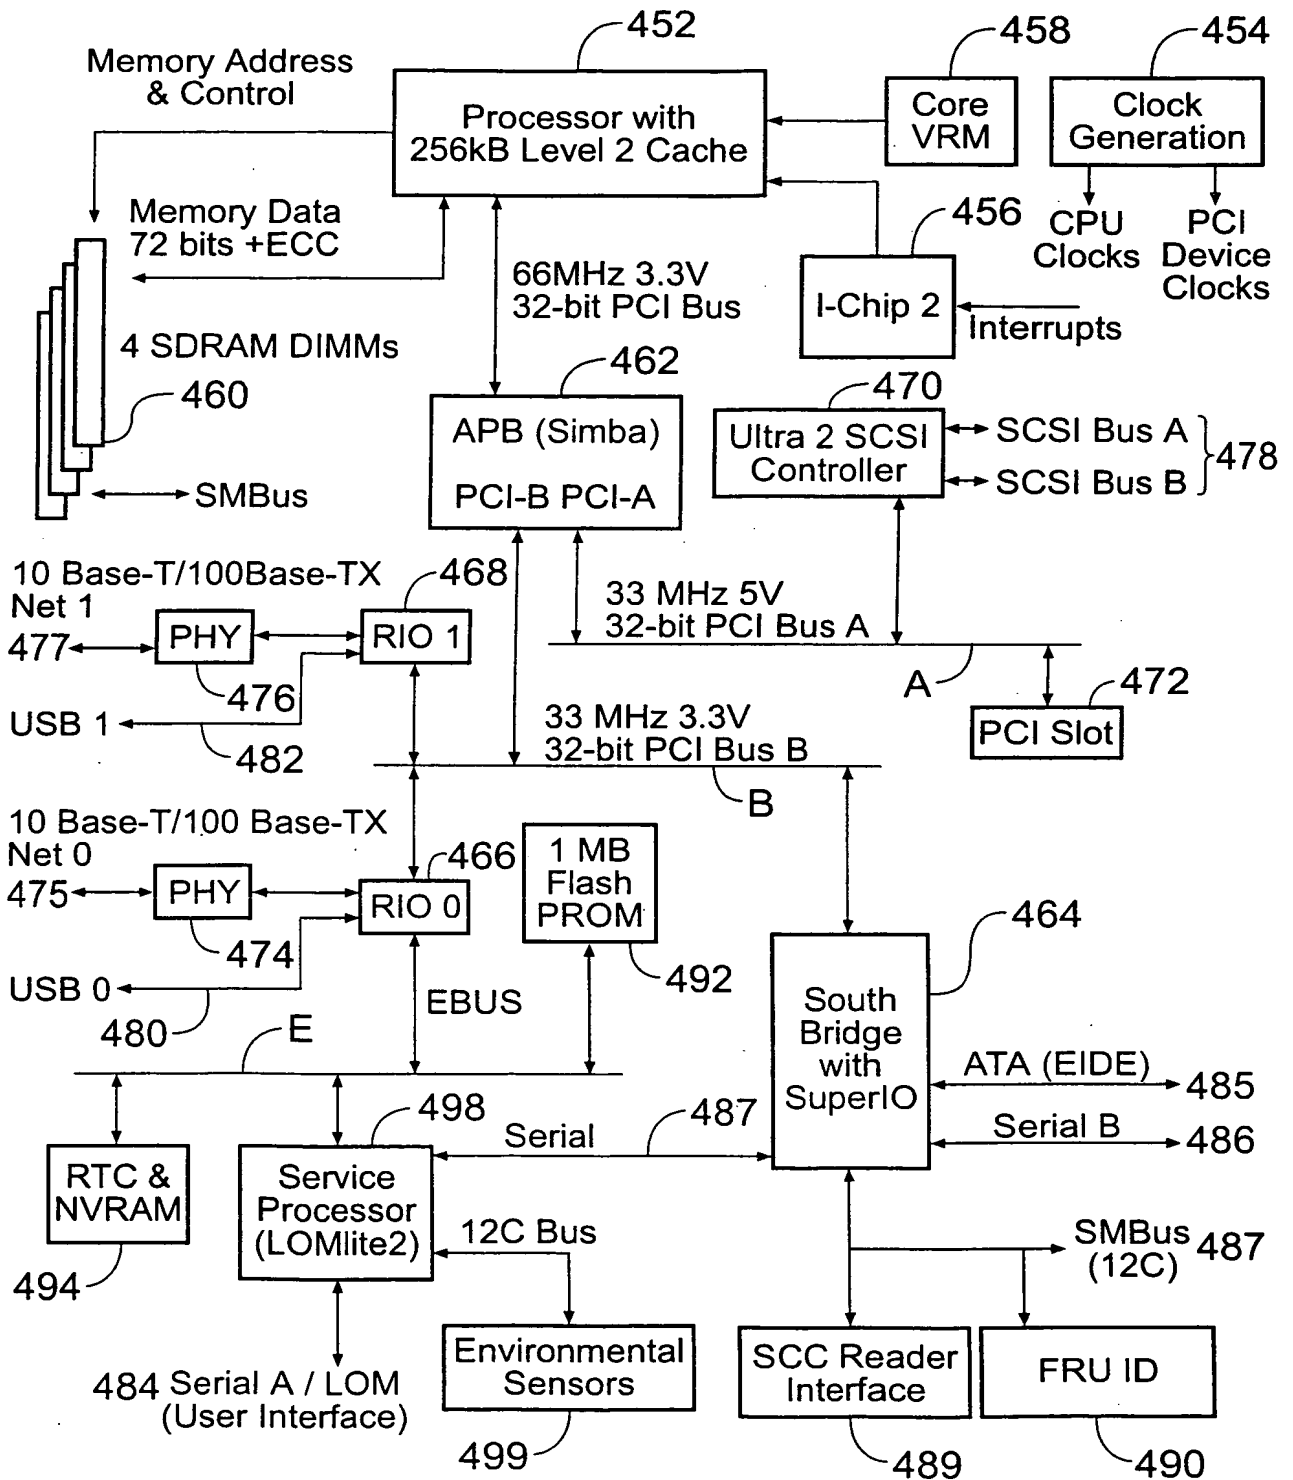 452
458
454
Memory Address
& Control
Processor with
256kB Level 2 Cache
Core
VRM
Clock
Generation
Memory Data
72 bits +ECC
456
CPU
Clocks
PCI
Device
Clocks
66MHz 3.3V
32-bit PCI Bus
I-Chip 2
Interrupts
4 SDRAM DIMMs
460
462
470
APB (Simba)
PCI-B PCI-A
Ultra 2 SCSI
Controller
SCSI Bus A
SCSI Bus B
478
SMBus
10 Base-T/100Base-TX
Net 1
468
477
PHY
RIO 1
476
33 MHz 5V
32-bit PCI Bus A
A
472
PCI Slot
USB 1
482
33 MHz 3.3V
32-bit PCI Bus B
B
10 Base-T/100 Base-TX
Net 0
466
475
PHY
RIO 0
474
1 MB
Flash
PROM
492
464
USB 0
480
EBUS
E
South
Bridge
with
SuperIO
ATA (EIDE)
485
Serial B
486
498
487
Serial
RTC &
NVRAM
494
Service
Processor
(LOMlite2)
12C Bus
SMBus
(12C)
487
484 Serial A / LOM
(User Interface)
Environmental
Sensors
499
SCC Reader
Interface
489
FRU ID
490